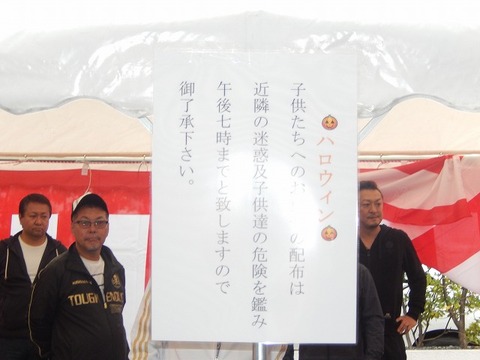 ハロウィン
子供たちへのお
の配布は
近隣の迷惑及子供達の危険を鑑み
午後七時までと致しますので
御了承下さい。
TOUGH